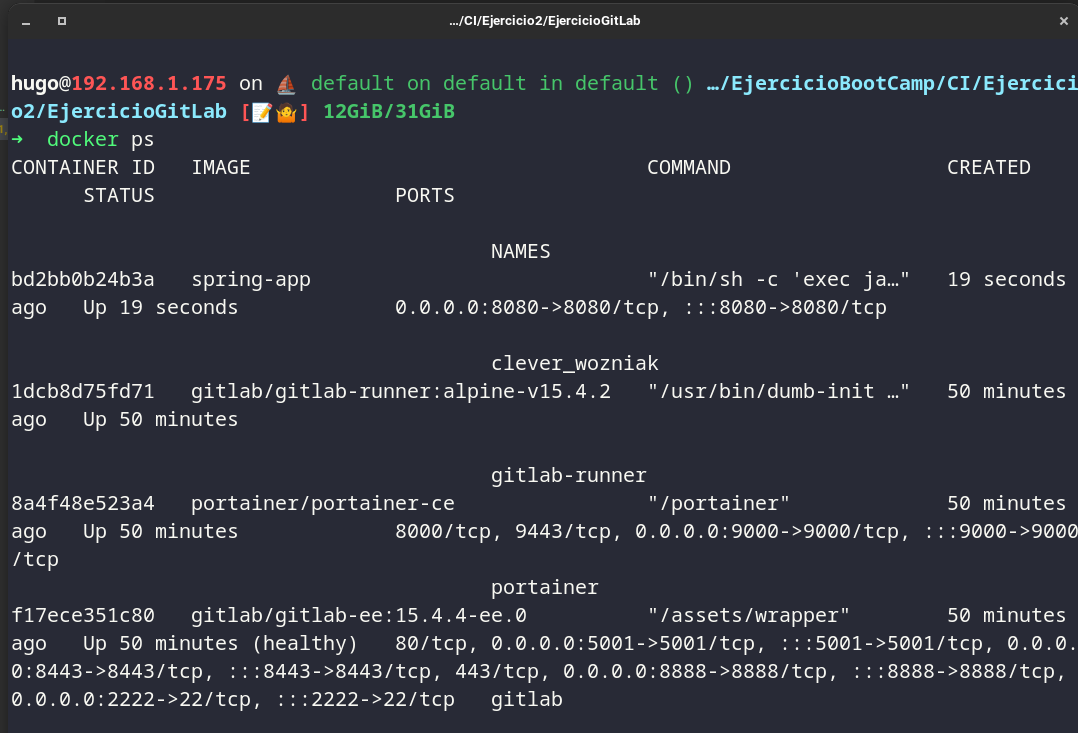 …/CI/Ejercicio2/EjercicioGitLab
hugo@192.168.1.175 on ⛵ default on default in default () …/EjercicioBootCamp/CI/Ejercici
o2/EjercicioGitLab [📝🤷] 12GiB/31GiB
➜  docker ps
CONTAINER ID   IMAGE                                 COMMAND                  CREATED
      STATUS                    PORTS
                                        NAMES
bd2bb0b24b3a   spring-app                            "/bin/sh -c 'exec ja…"   19 seconds
ago   Up 19 seconds             0.0.0.0:8080->8080/tcp, :::8080->8080/tcp
                                        clever_wozniak
1dcb8d75fd71   gitlab/gitlab-runner:alpine-v15.4.2   "/usr/bin/dumb-init …"   50 minutes
ago   Up 50 minutes
                                        gitlab-runner
8a4f48e523a4   portainer/portainer-ce                "/portainer"             50 minutes
ago   Up 50 minutes             8000/tcp, 9443/tcp, 0.0.0.0:9000->9000/tcp, :::9000->9000
/tcp
                                        portainer
f17ece351c80   gitlab/gitlab-ee:15.4.4-ee.0          "/assets/wrapper"        50 minutes
ago   Up 50 minutes (healthy)   80/tcp, 0.0.0.0:5001->5001/tcp, :::5001->5001/tcp, 0.0.0.
0:8443->8443/tcp, :::8443->8443/tcp, 443/tcp, 0.0.0.0:8888->8888/tcp, :::8888->8888/tcp,
0.0.0.0:2222->22/tcp, :::2222->22/tcp   gitlab